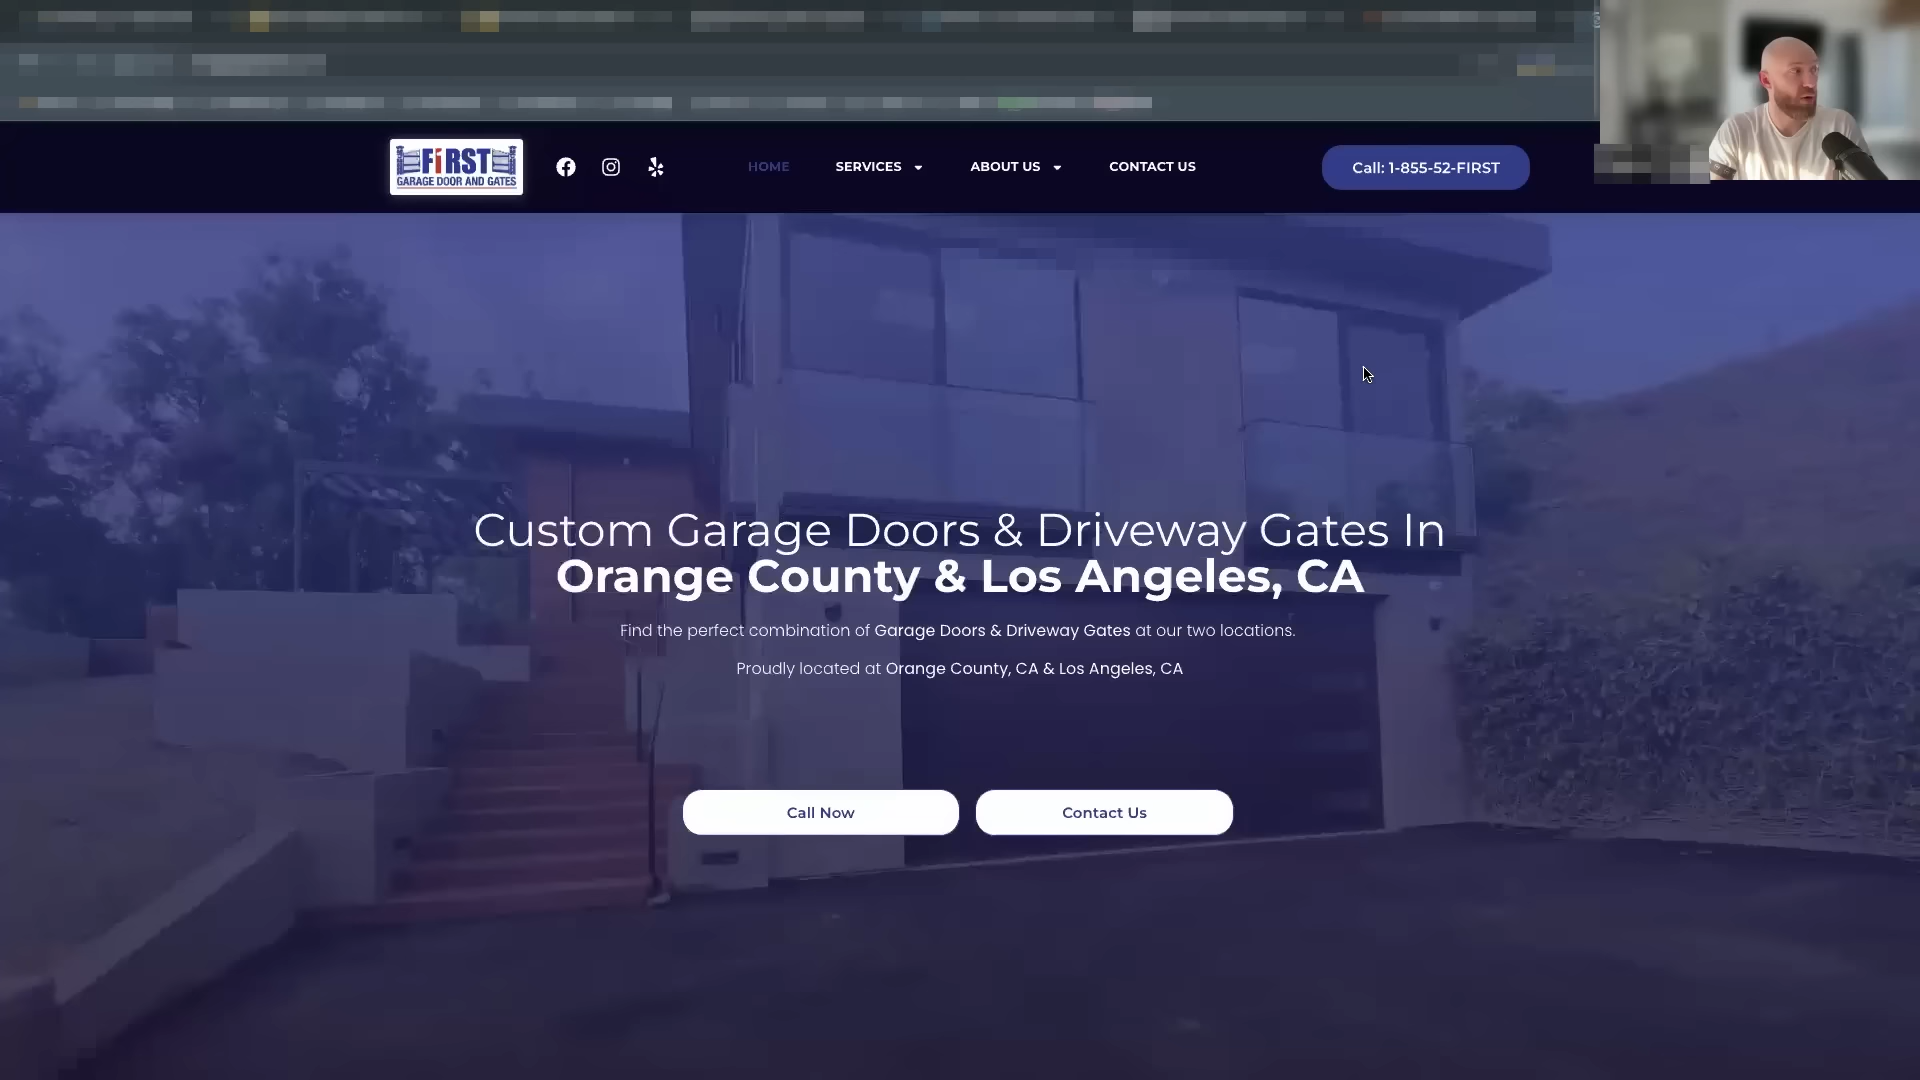 FiRST
GARAGE DOOR AND GATES
HOME
SERVICES
ABOUT US
CONTACT US
Call: 1-855-52-FIRST
Custom Garage Doors & Driveway Gates In
Orange County & Los Angeles, CA
Find the perfect combination of Garage Doors & Driveway Gates at our two locations.
Proudly located at Orange County, CA & Los Angeles, CA
Call Now
Contact Us